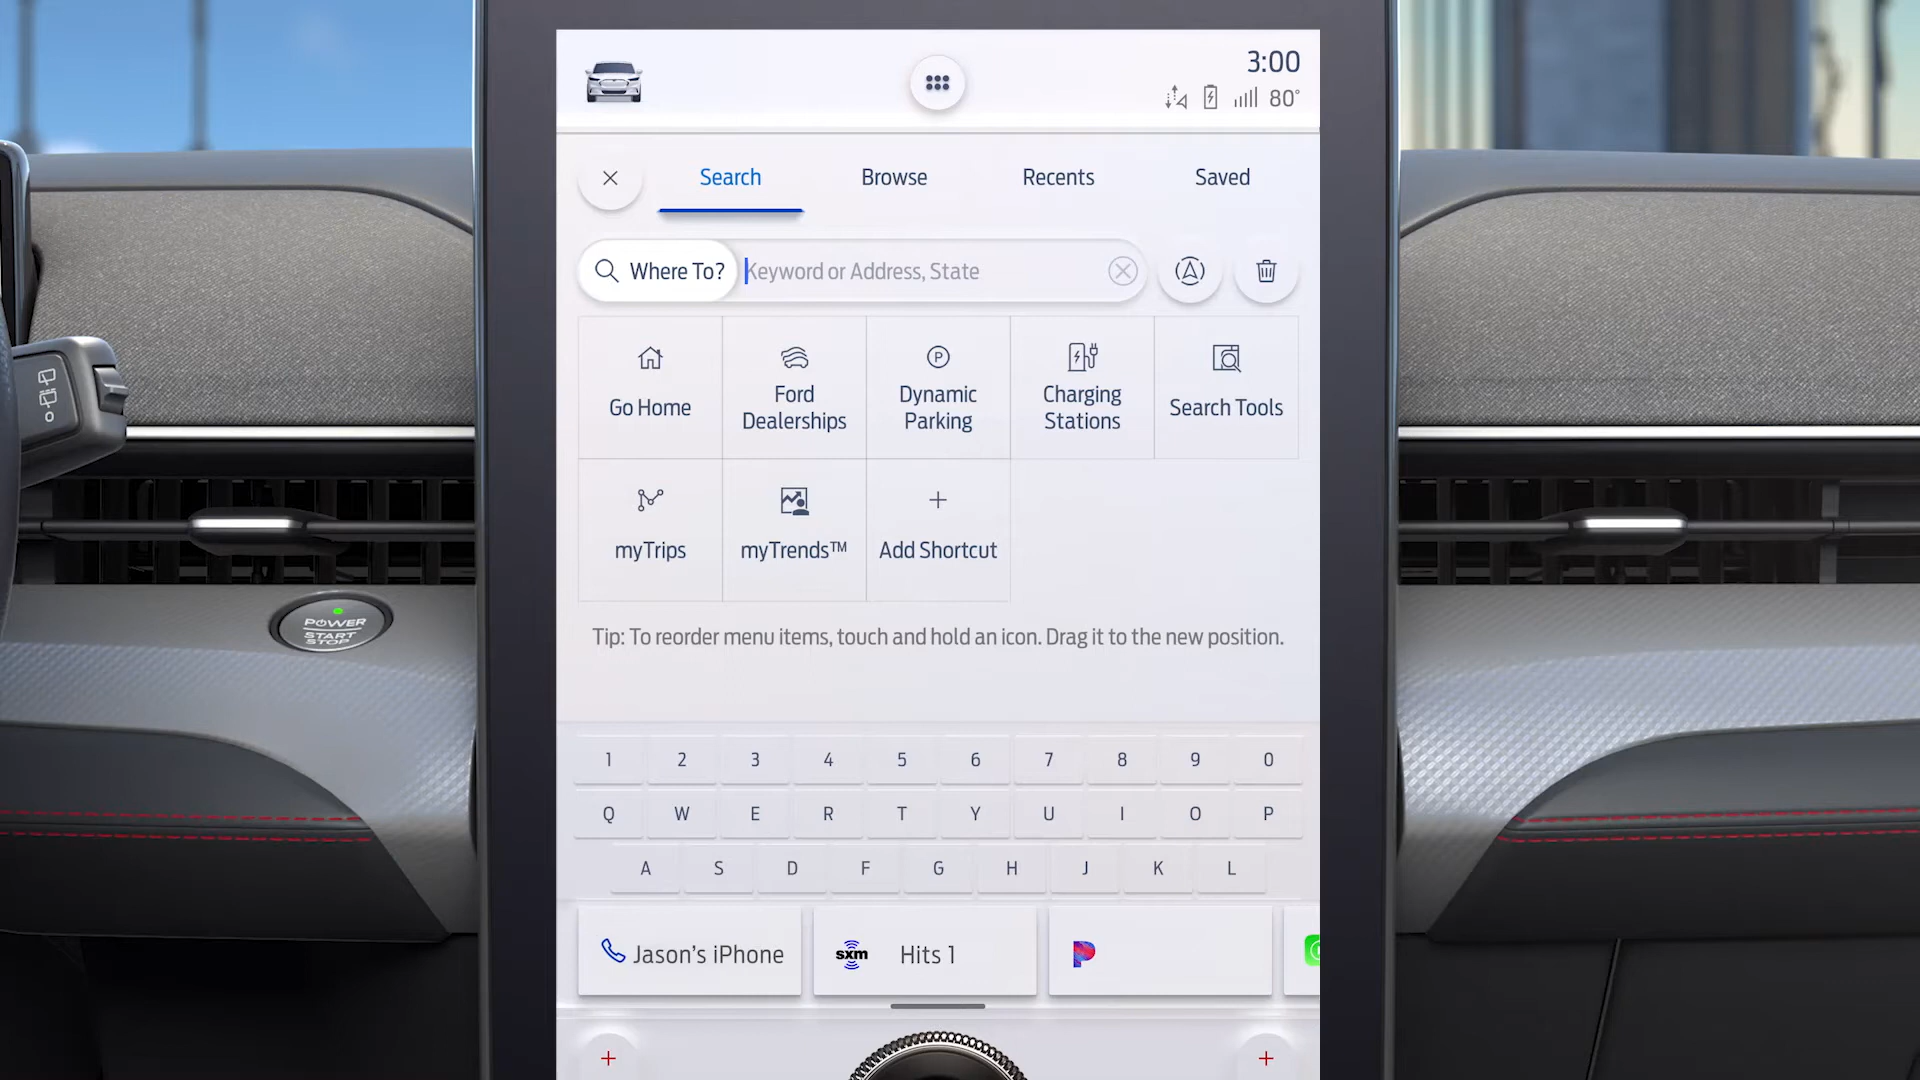 3:00
80°
Search Browse Recents Saved
Where To? Keyword or Address, State
Go Home
Ford
Dealerships
Dynamic
Parking
Charging
Stations
Search Tools
myTrips
myTrends™
Add Shortcut
Tip: To reorder menu items, touch and hold an icon. Drag it to the new position.
1 2 3 4 5 6 7 8 9 0
Q W E R T Y U I O P
A S D F G H J K L
Jason's iPhone
sxm Hits 1
POWER
START
STOP